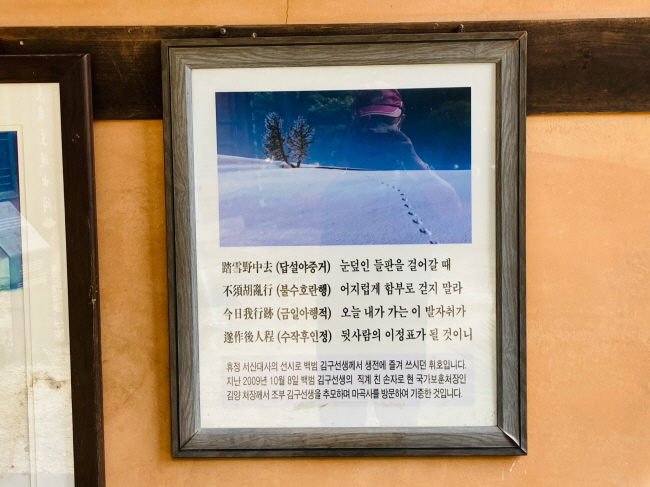 踏雪野中去 (답설야중거) 눈덮인 들판을 걸어갈 때
不須胡亂行 (불수호란행) 어지럽게 함부로 걷지 말라
今日我行跡 (금일아행적) 오늘 내가 가는 이 발자취가
遂作後人程 (수작후인정) 뒷사람의 이정표가 될 것이니
휴정 서산대사의 선시로 백범 김구선생께서 생전에 즐겨 쓰시던 휘호입니다.
지난 2009년 10월 8일 백범 김구선생의 직계 친 손자로 현 국가보훈처장인
김양 처장께서 조부 김구선생을 추모하며 마곡사를 방문하여 기증한 것입니다.